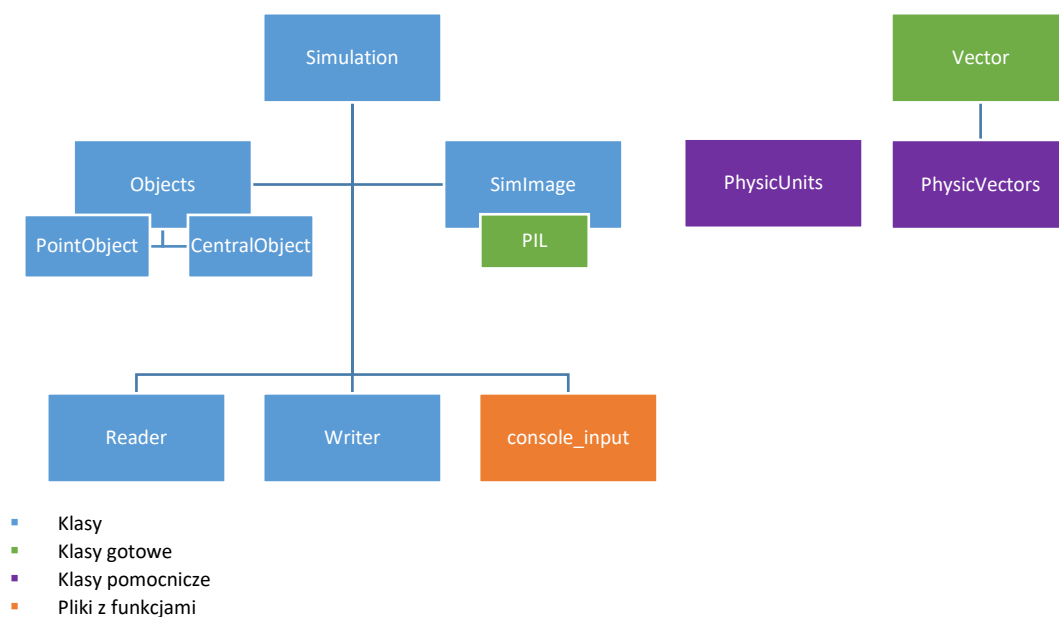 Simulation
Vector
Objects
SimImage
PhysicUnits
PhysicVectors
PointObject
CentralObject
PIL
Reader
Writer
console_input
Klasy
Klasy gotowe
Klasy pomocnicze
Pliki z funkcjami